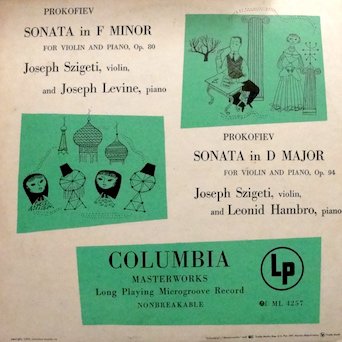 PROKOFIEV
SONATA in F MINOR
FOR VIOLIN AND PIANO, Op. 80
Joseph Szigeti, violin,
and Joseph Levine, piano
PROKOFIEV
SONATA in D MAJOR
FOR VIOLIN AND PIANO, Op. 94
Joseph Szigeti, violin,
and Leonid Hambro, piano
COLUMBIA
MASTERWORKS
Long Playing Microgroove Record
NONBREAKABLE
Lp
ML 4257